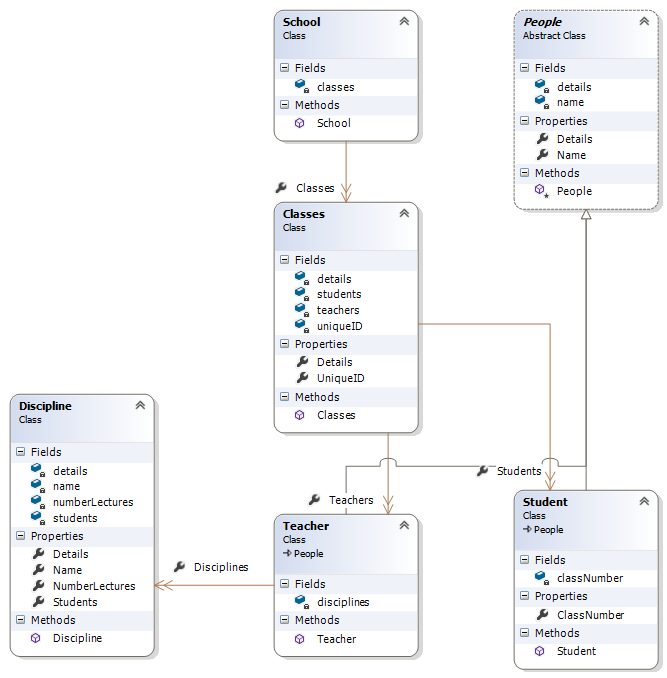 School
Class
Fields
classes
Methods
School
Classes
People
Abstract Class
Fields
details
name
Properties
Details
Name
Methods
People
Classes
Class
Fields
details
students
teachers
uniqueID
Properties
Details
UniqueID
Methods
Classes
Students
Teachers
Disciplines
Discipline
Class
Fields
details
name
numberLectures
students
Properties
Details
Name
NumberLectures
Students
Methods
Discipline
Teacher
Class
People
Fields
disciplines
Methods
Teacher
Student
Class
People
Fields
classNumber
Properties
ClassNumber
Methods
Student